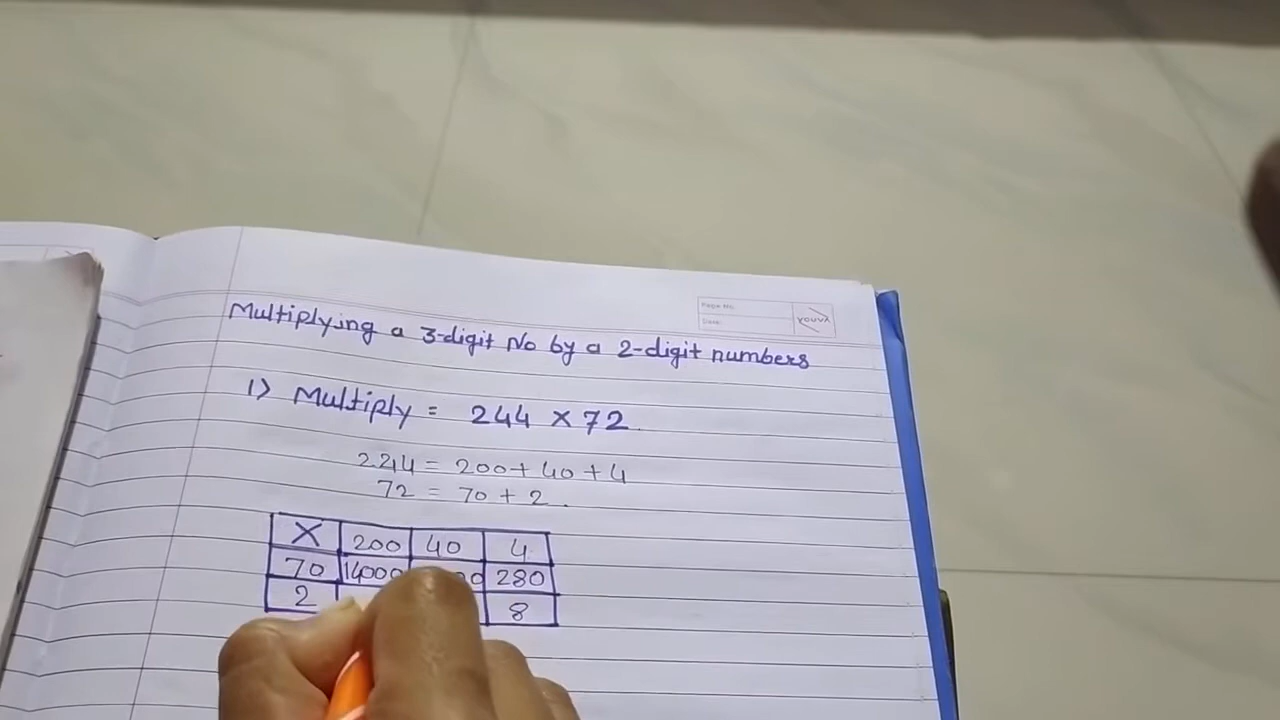 Page No.
Date:
youva
Multiplying a 3-digit No by a 2-digit numbers
1) Multiply = 244 X 72.
244 = 200 + 40 + 4
72 = 70 + 2.
X 200 40 4
70 14000 280
2 8